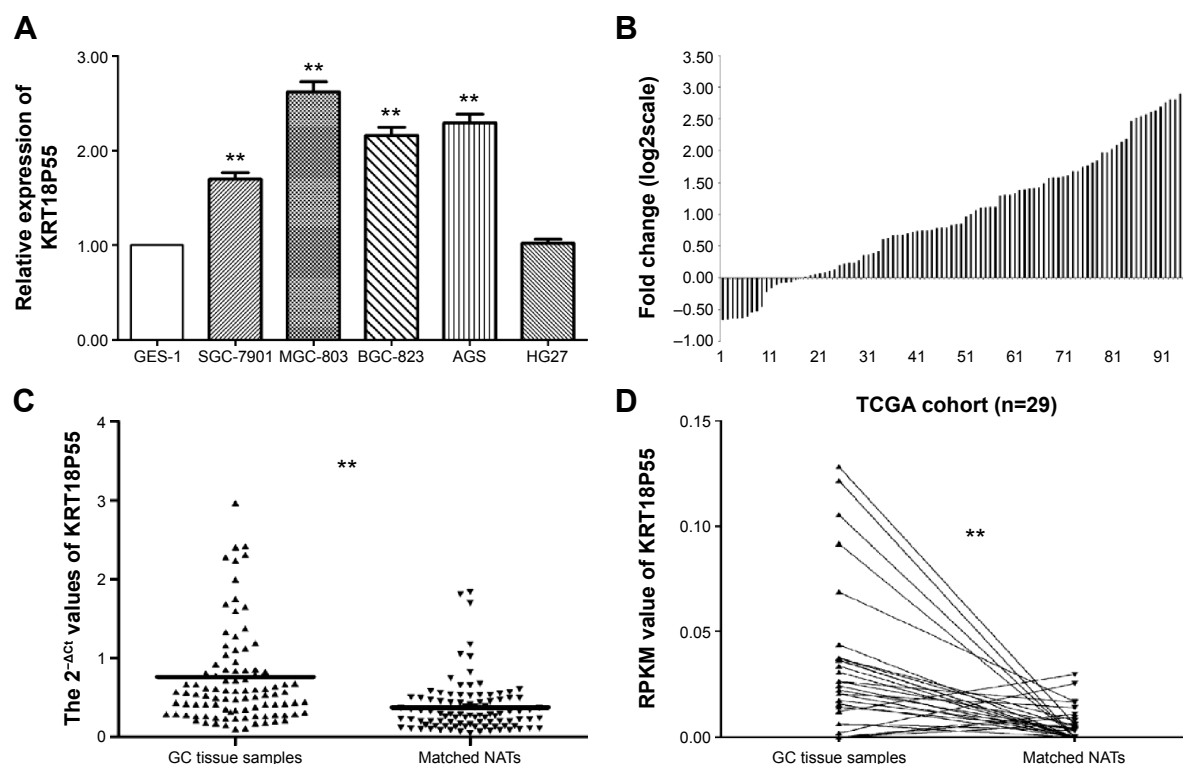 A
Relative expression of
KRT18P55
3.00
2.00
1.00
0.00
**
**
**
**
GES-1 SGC-7901 MGC-803 BGC-823 AGS HG27
B
Fold change (log2scale)
3.50
3.00
2.50
2.00
1.50
1.00
0.50
0.00
–0.50
–1.00
1 11 21 31 41 51 61 71 81 91
C
The 2−ΔCt values of KRT18P55
4
3
2
1
0
**
GC tissue samples Matched NATs
D
TCGA cohort (n=29)
RPKM value of KRT18P55
0.15
0.10
0.05
0.00
**
GC tissue samples Matched NATs